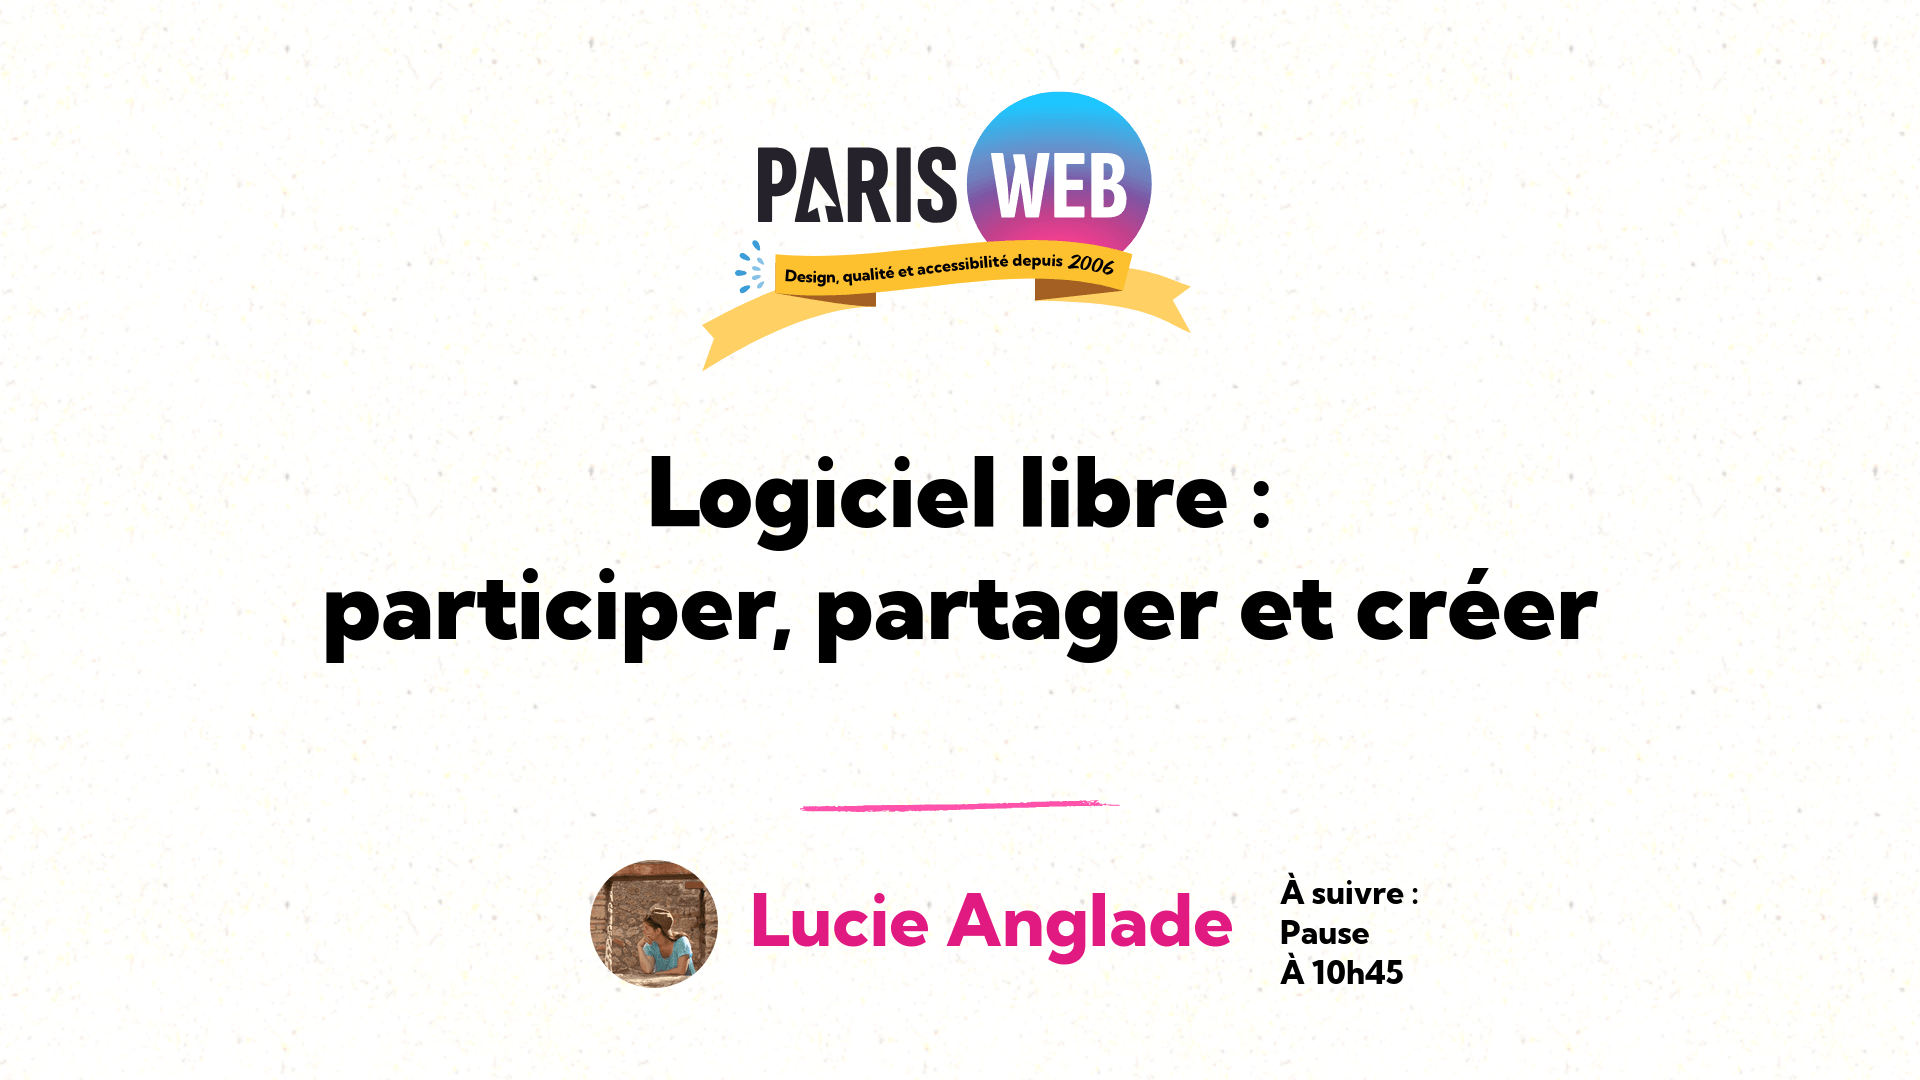 PARIS WEB
Design, qualité et accessibilité depuis 2006
Logiciel libre :
participer, partager et créer
Lucie Anglade
À suivre :
Pause
À 10h45